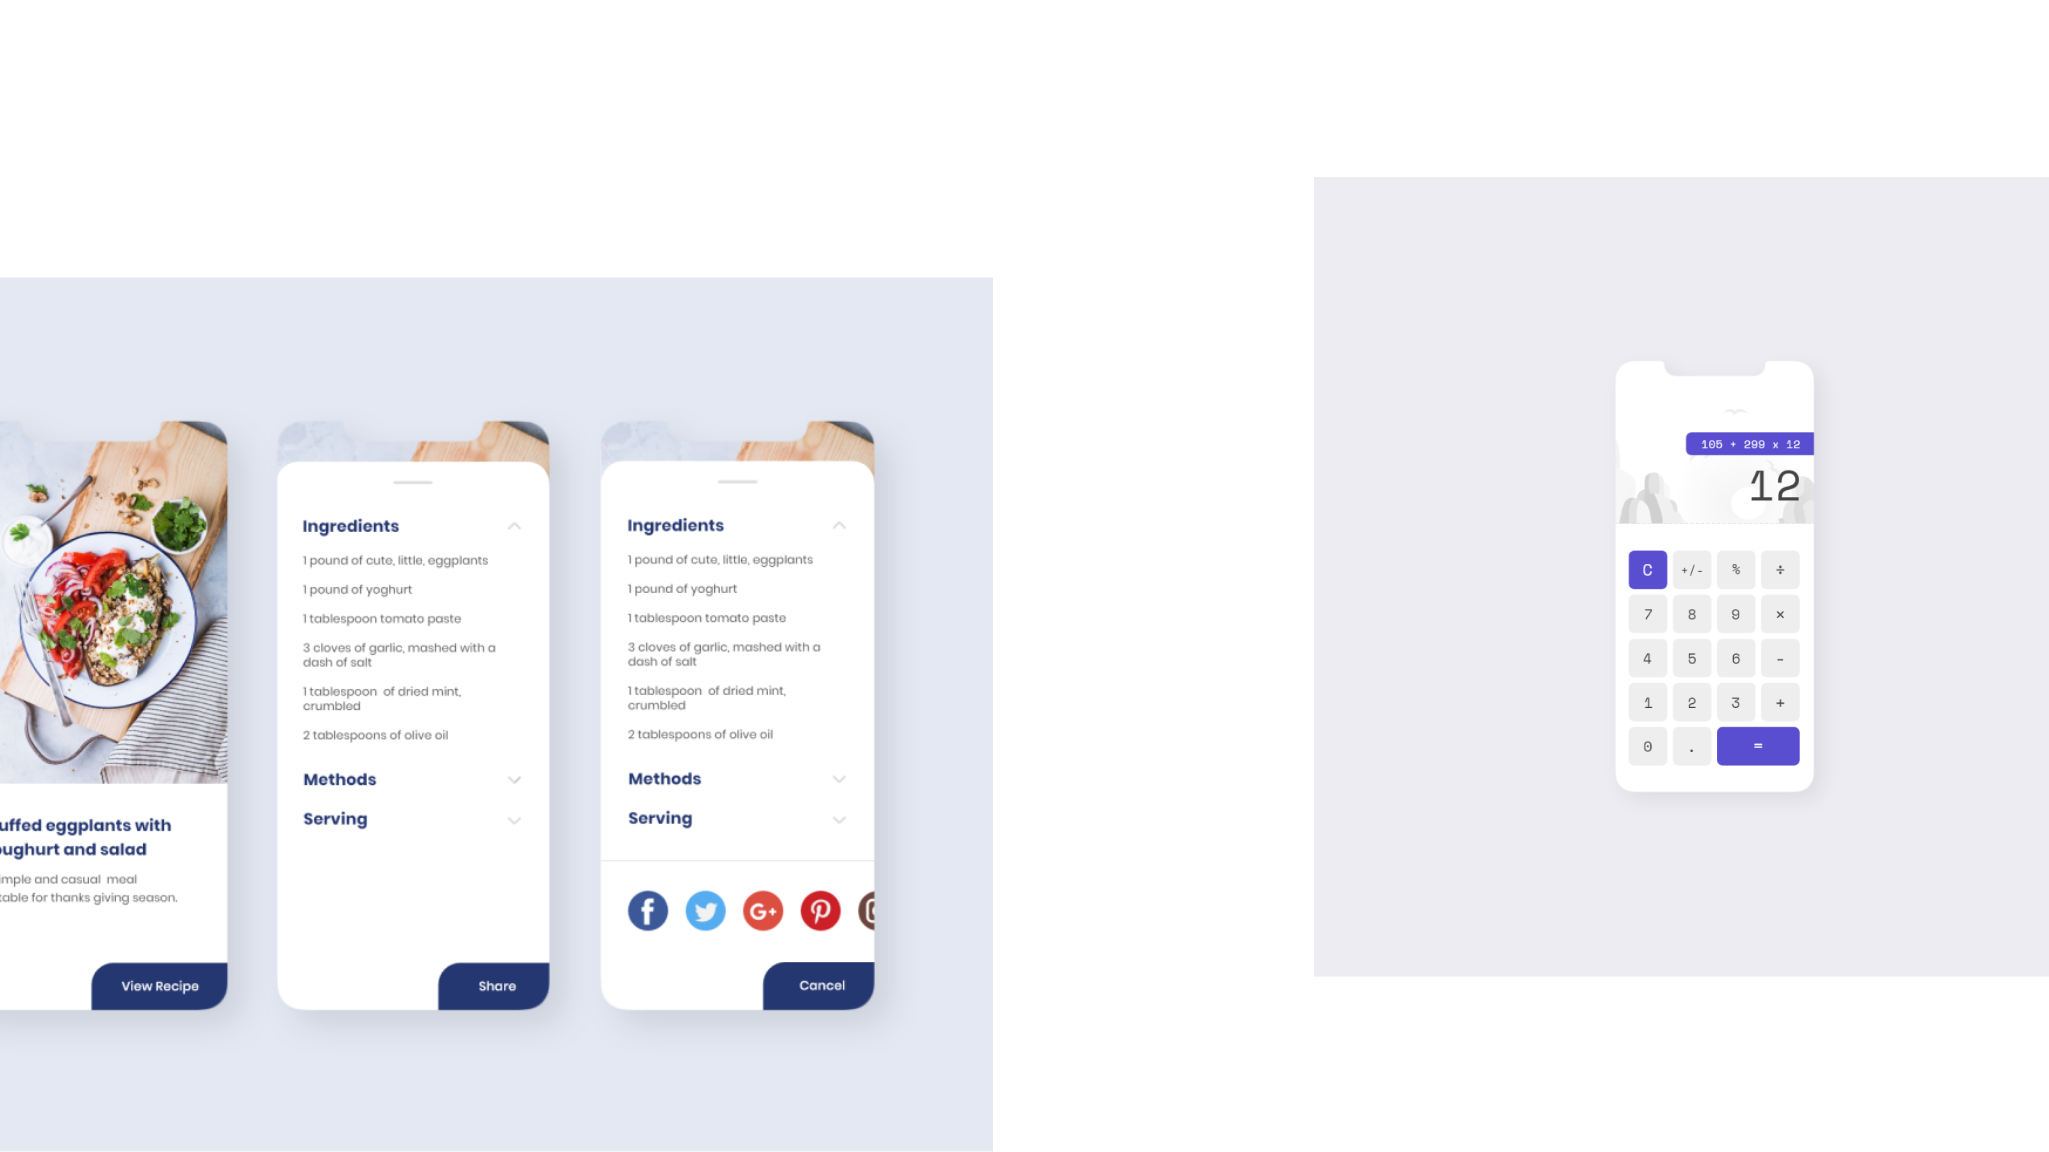 uffed eggplants with
oughurt and salad
imple and casual meal
table for thanks giving season.
View Recipe
Ingredients
1 pound of cute, little, eggplants
1 pound of yoghurt
1 tablespoon tomato paste
3 cloves of garlic, mashed with a
dash of salt
1 tablespoon of dried mint,
crumbled
2 tablespoons of olive oil
Methods
Serving
Share
Ingredients
1 pound of cute, little, eggplants
1 pound of yoghurt
1 tablespoon tomato paste
3 cloves of garlic, mashed with a
dash of salt
1 tablespoon of dried mint,
crumbled
2 tablespoons of olive oil
Methods
Serving
f G+
Cancel
105 + 299 x 12
12
C +/- % ÷
7 8 9 ×
4 5 6 -
1 2 3 +
0 . =